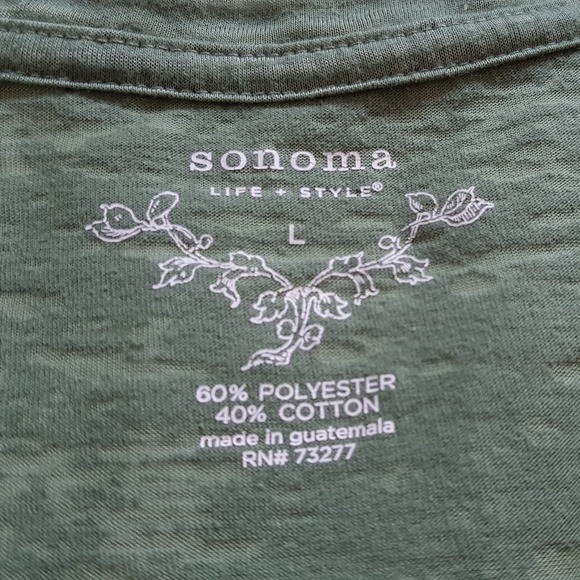 sonoma
LIFE + STYLE®
L
60% POLYESTER
40% COTTON
made in guatemala
RN# 73277